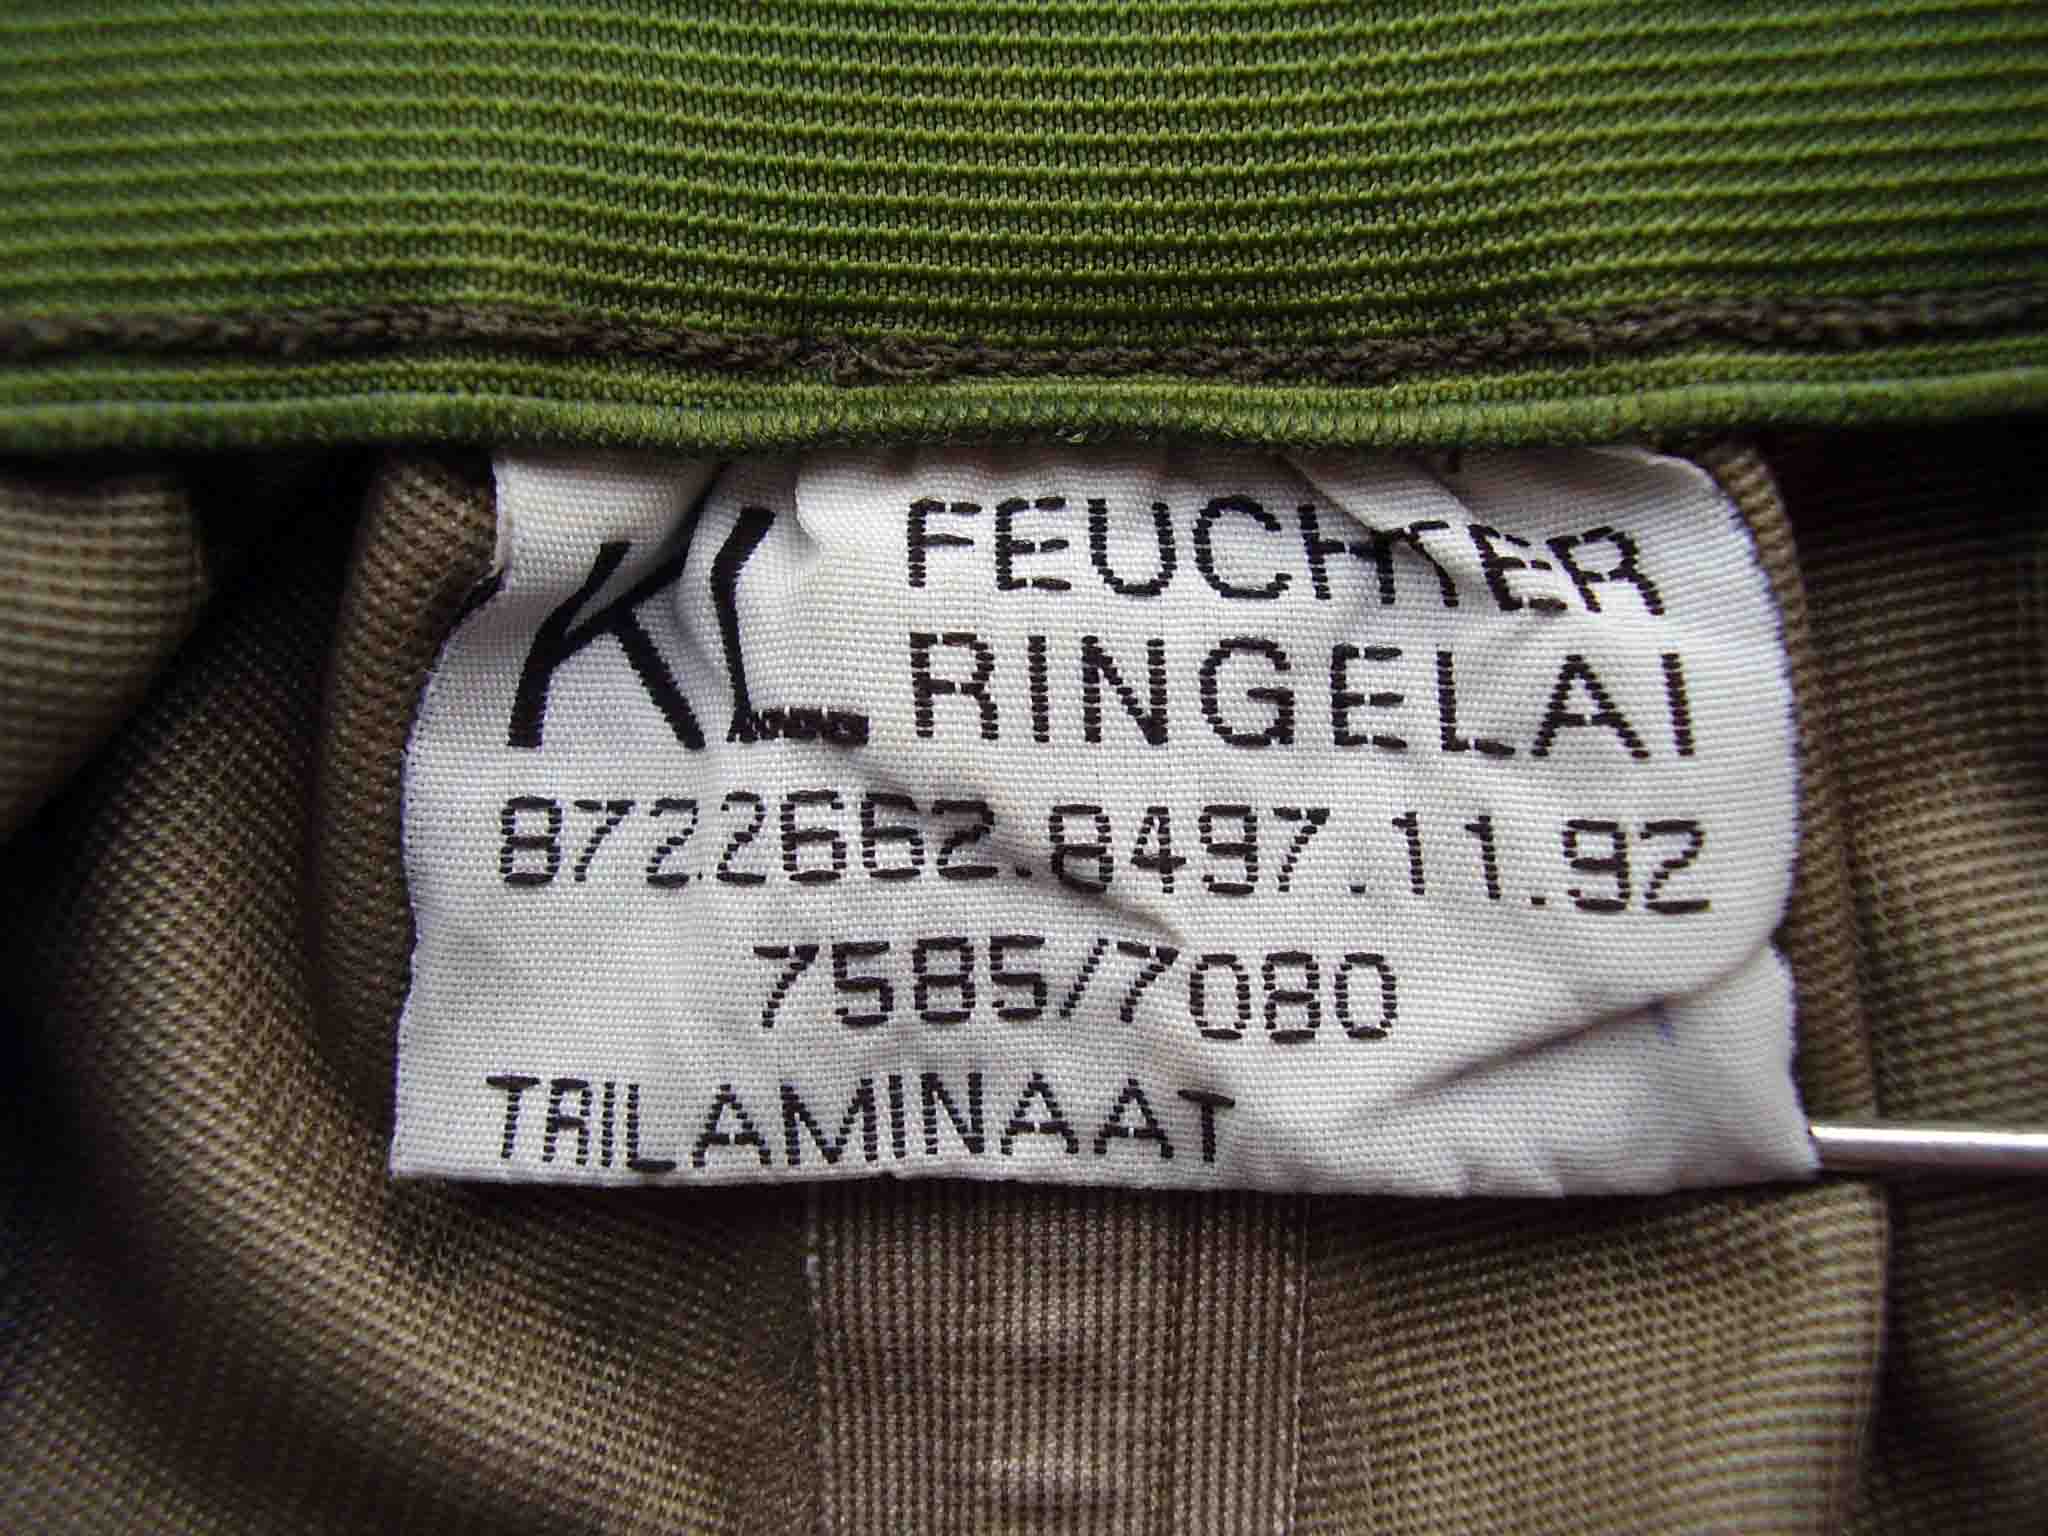 KL FEUCHTER
RINGELAI
8722662.8497.11.92
7585/7080
TRILAMINAAT